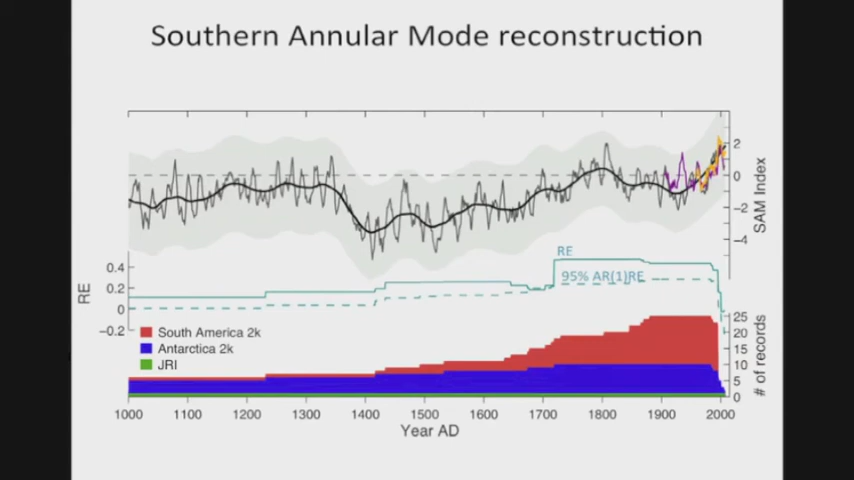 Southern Annular Mode reconstruction
2
0
−2
−4
SAM Index
RE
95% AR(1)RE
0.4
0.2
0
−0.2
RE
South America 2k
Antarctica 2k
JRI
25
20
15
10
5
0
# of records
1000 1100 1200 1300 1400 1500 1600 1700 1800 1900 2000
Year AD